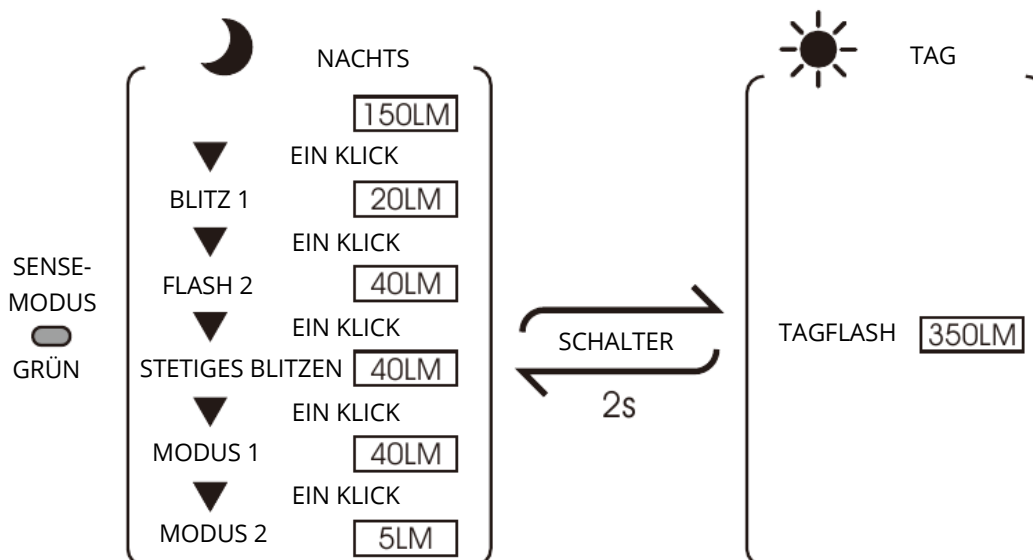 NACHTS
150LM
EIN KLICK
BLITZ 1 20LM
EIN KLICK
FLASH 2 40LM
EIN KLICK
STETIGES BLITZEN 40LM
EIN KLICK
MODUS 1 40LM
EIN KLICK
MODUS 2 5LM
SENSE-
MODUS
GRÜN
SCHALTER
2s
TAG
TAGFLASH 350LM